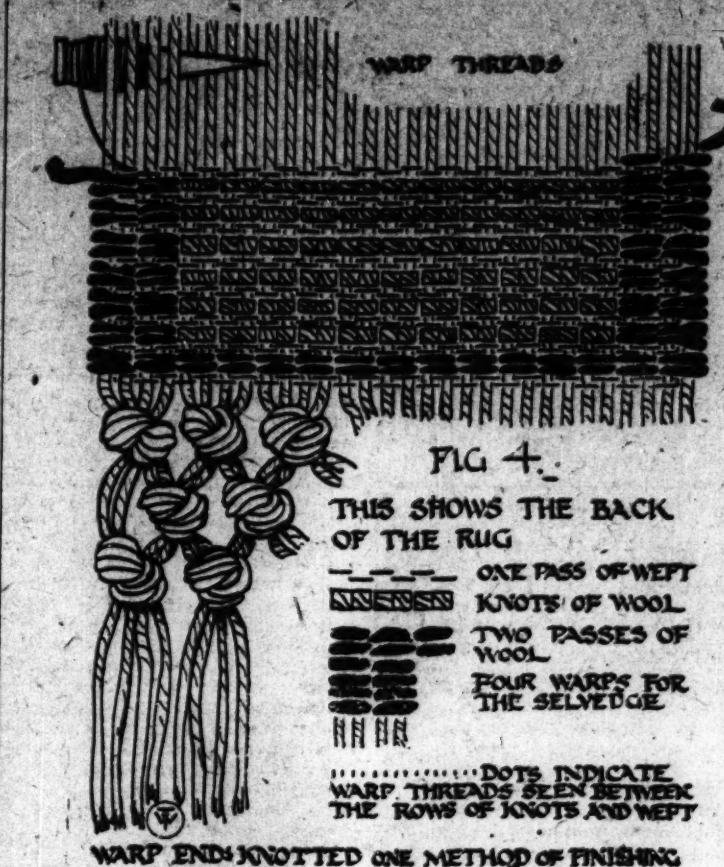 WARP THREADS
FIG 4.
THIS SHOWS THE BACK
OF THE RUG
ONE PASS OF WEFT
KNOTS OF WOOL
TWO PASSES OF
WOOL
FOUR WARPS FOR
THE SELVEDGE
DOTS INDICATE
WARP THREADS SEEN BETWEEN
THE ROWS OF KNOTS AND WEFT
WARP ENDS KNOTTED ONE METHOD OF FINISHING